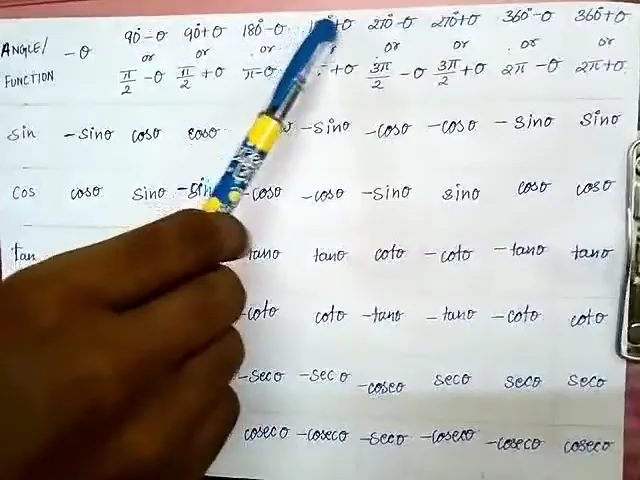 ANGLE/ FUNCTION -θ 90°-θ or π/2 -θ 90°+θ or π/2 +θ 180°-θ or π-θ +θ +θ 270°-θ or 3π/2 -θ 270°+θ or 3π/2 +θ 360°-θ or 2π -θ 360°+θ or 2π+θ
sin -sinθ cosθ cosθ -sinθ -cosθ -cosθ -sinθ sinθ
cos cosθ sinθ -sin -cosθ -cosθ -sinθ sinθ cosθ cosθ
tan tanθ tanθ cotθ -cotθ -tanθ tanθ
-cotθ cotθ -tanθ -tanθ -cotθ cotθ
-secθ -secθ -cosecθ secθ secθ secθ
cosecθ -cosecθ -secθ -cosecθ -cosecθ cosecθ